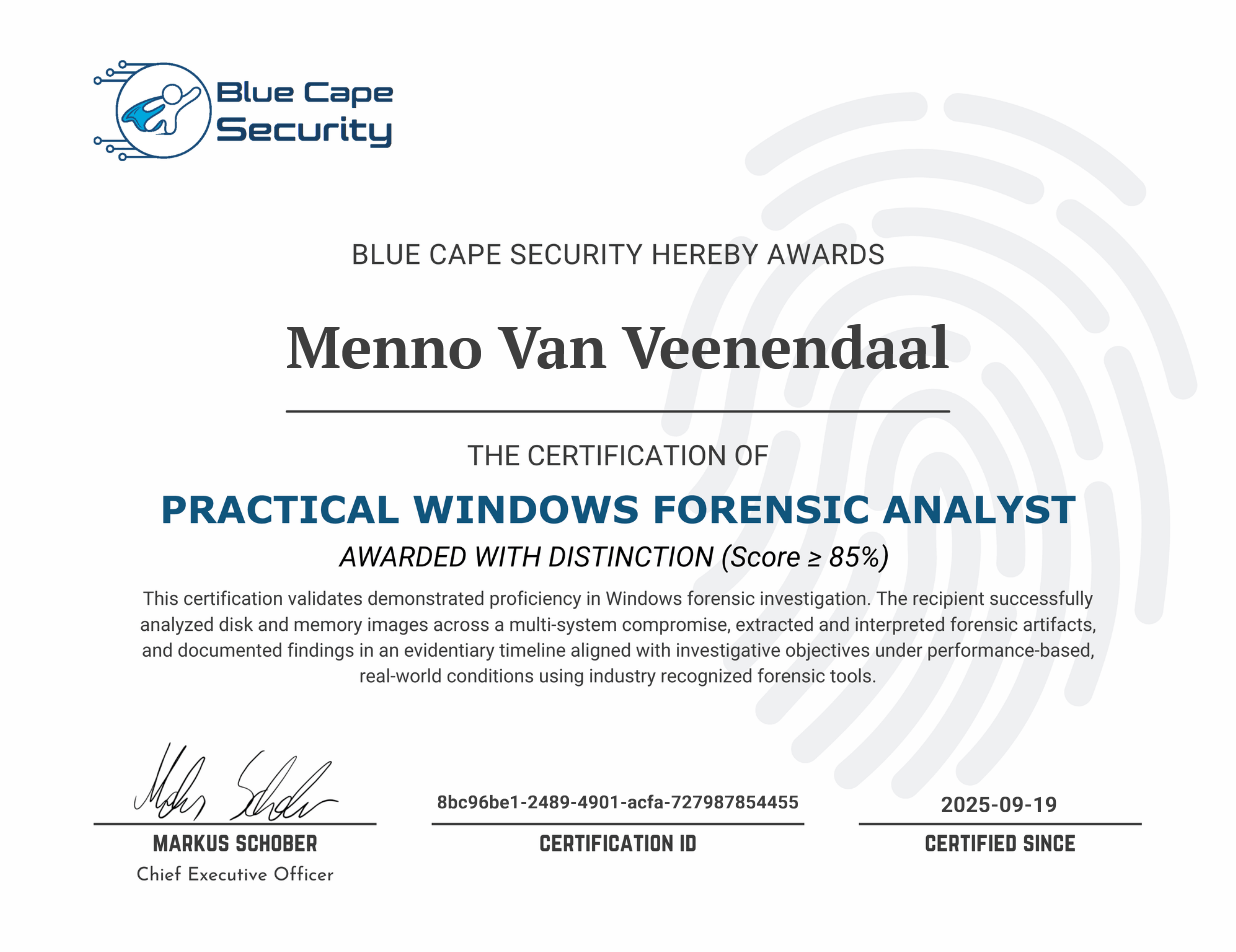 Blue Cape
Security
BLUE CAPE SECURITY HEREBY AWARDS
Menno Van Veenendaal
THE CERTIFICATION OF
PRACTICAL WINDOWS FORENSIC ANALYST
AWARDED WITH DISTINCTION (Score ≥ 85%)
This certification validates demonstrated proficiency in Windows forensic investigation. The recipient successfully
analyzed disk and memory images across a multi-system compromise, extracted and interpreted forensic artifacts,
and documented findings in an evidentiary timeline aligned with investigative objectives under performance-based,
real-world conditions using industry recognized forensic tools.
8bc96be1-2489-4901-acfa-727987854455
2025-09-19
MARKUS SCHOBER
CERTIFICATION ID
CERTIFIED SINCE
Chief Executive Officer